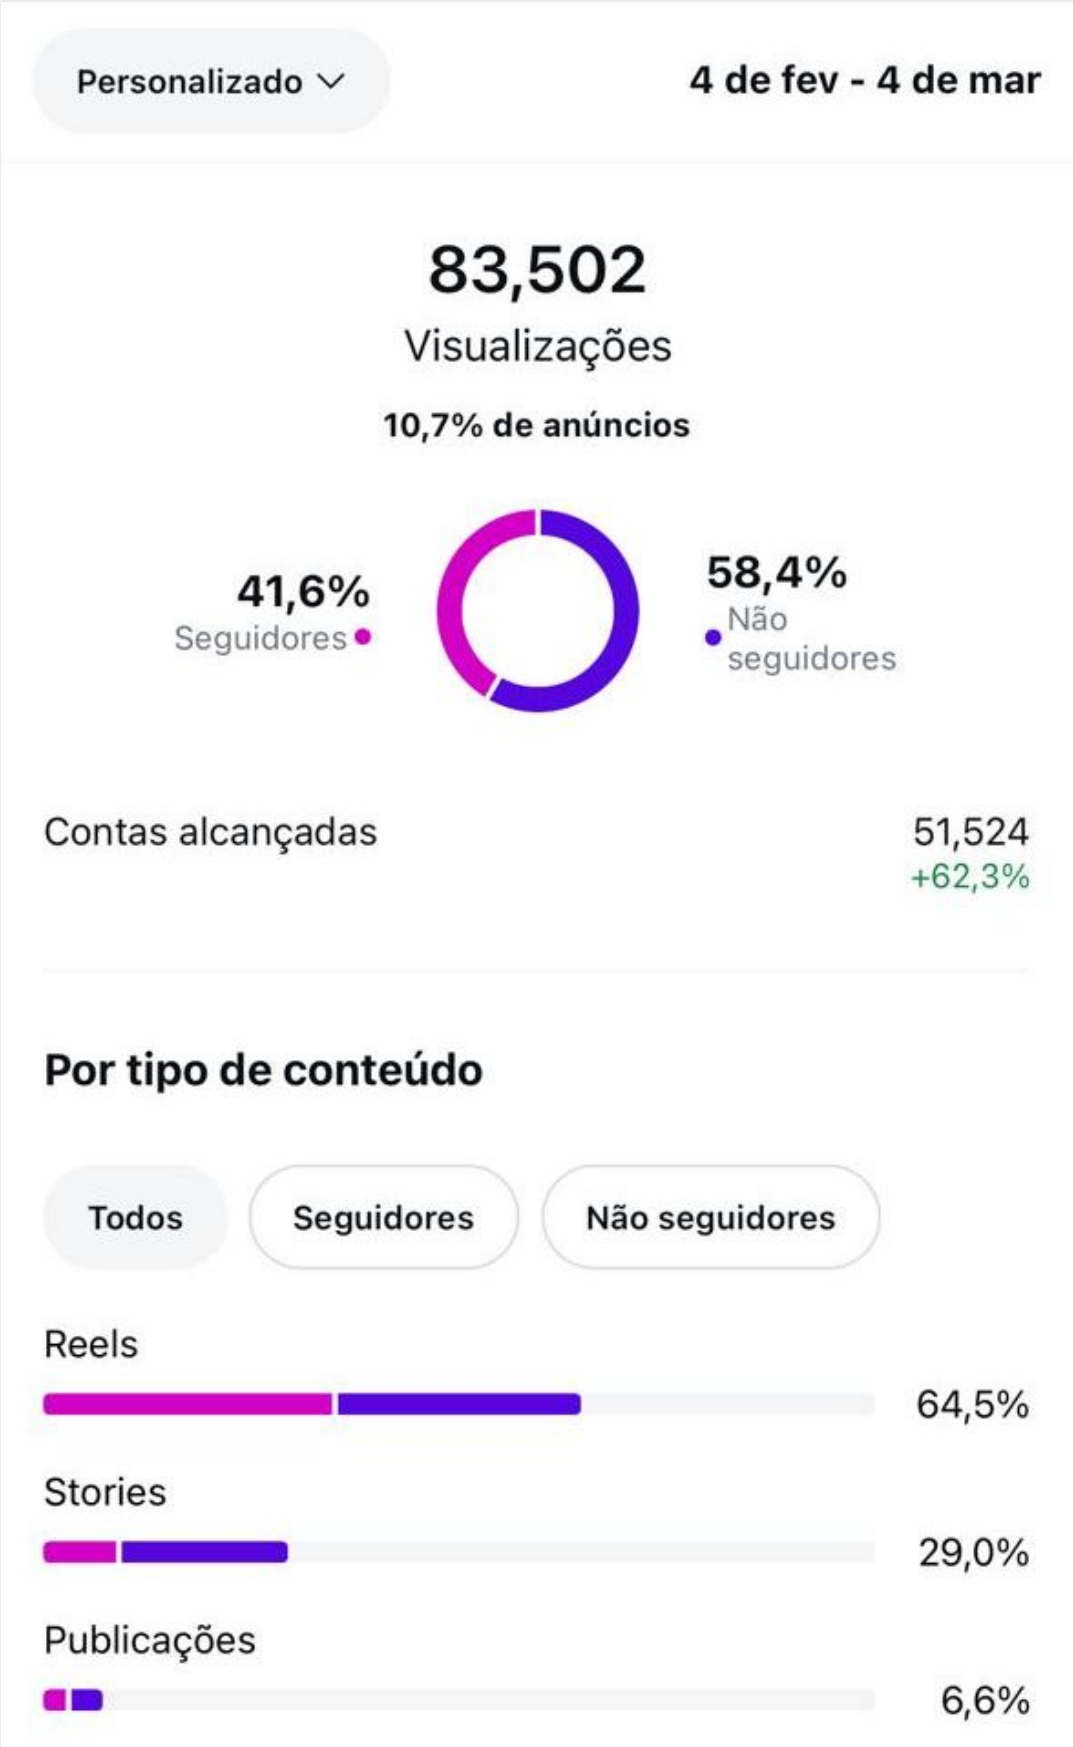 Personalizado
4 de fev - 4 de mar
83,502
Visualizações
10,7% de anúncios
41,6%
Seguidores
58,4%
Não
seguidores
Contas alcançadas
51,524
+62,3%
Por tipo de conteúdo
Todos
Seguidores
Não seguidores
Reels
64,5%
Stories
29,0%
Publicações
6,6%